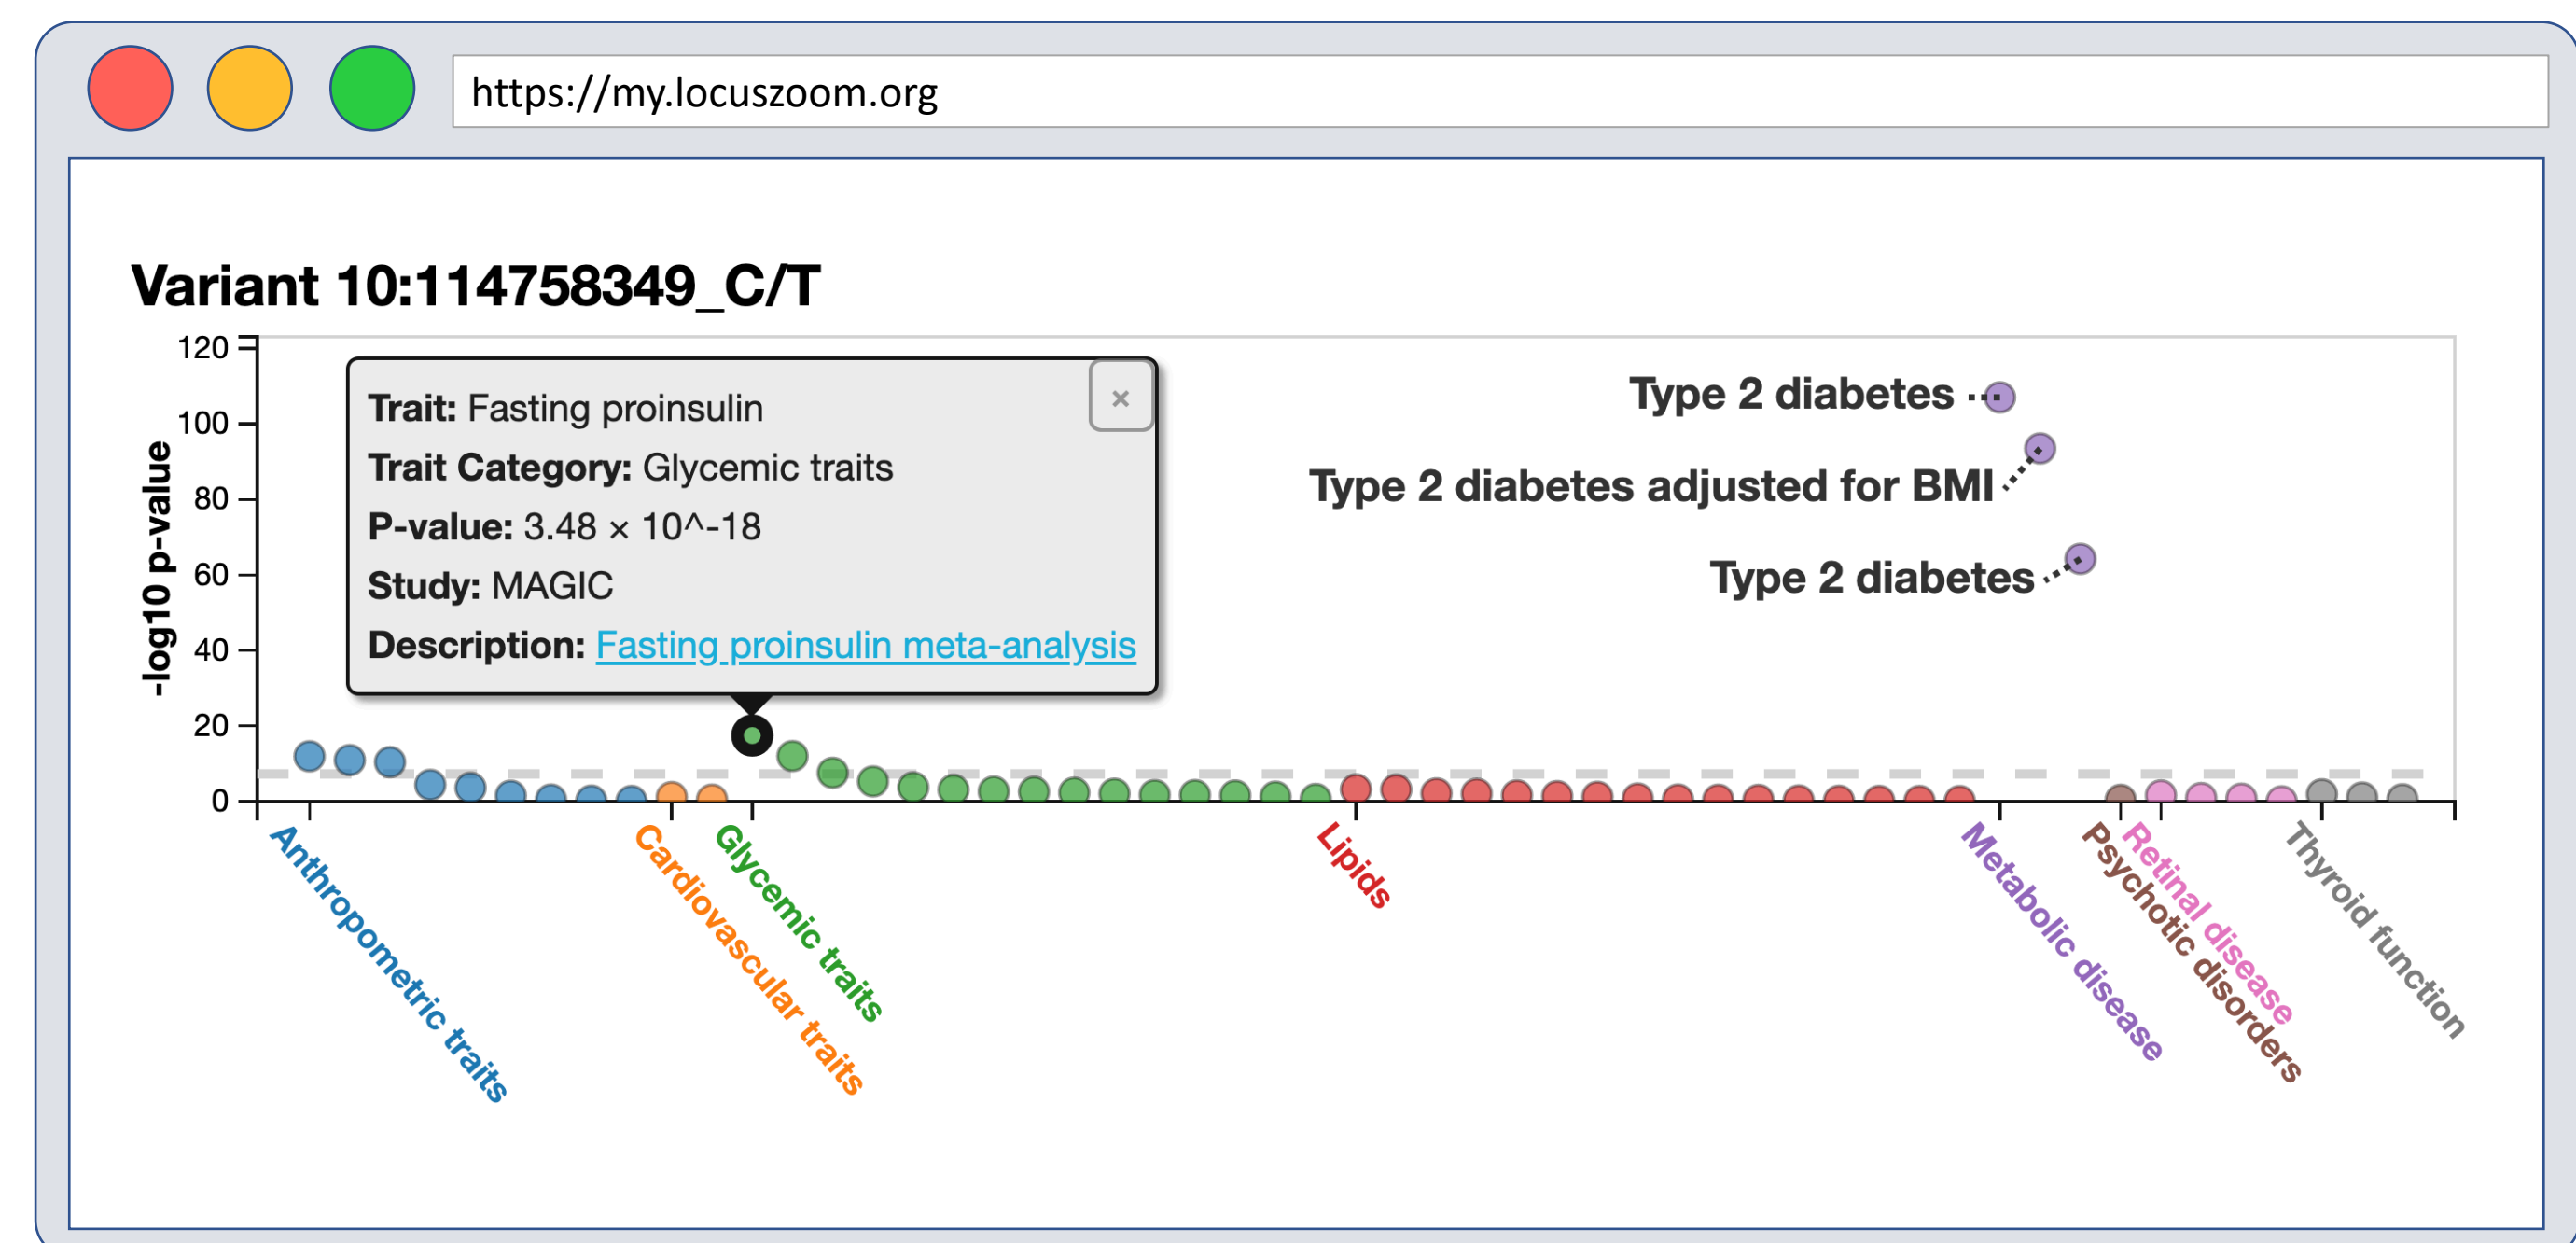 https://my.locuszoom.org
Variant 10:114758349_C/T
-log10 p-value
120
100
80
60
40
20
0
Trait: Fasting proinsulin
×
Trait Category: Glycemic traits
P-value: 3.48 × 10^-18
Study: MAGIC
Description: Fasting proinsulin meta-analysis
Type 2 diabetes
Type 2 diabetes adjusted for BMI
Type 2 diabetes
Anthropometric traits
Cardiovascular traits
Glycemic traits
Lipids
Metabolic disease
Psychotic disorders
Retinal disease
Thyroid function